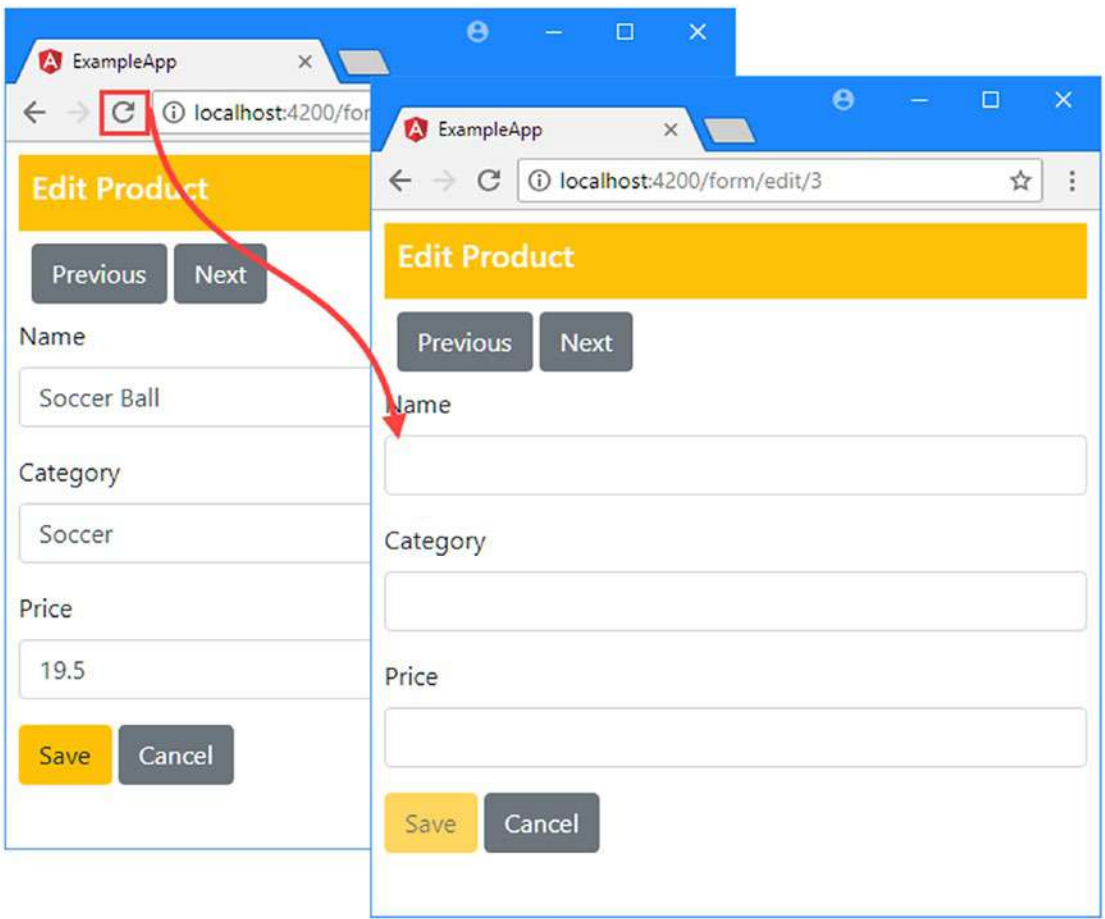 ExampleApp
localhost:4200/for
Edit Product
Previous Next
Name
Soccer Ball
Category
Soccer
Price
19.5
Save Cancel
ExampleApp
localhost:4200/form/edit/3
Edit Product
Previous Next
Name
Category
Price
Save Cancel